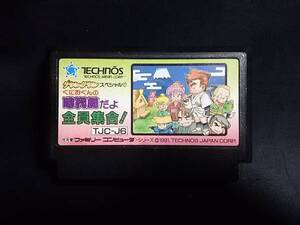 TECHNŌS
TECHNOS JAPAN CORP.
ダウンタウンスペシャル
くにおくんの
時代劇だよ
全員集合!
TJC-J6
ファミリーコンピュータ
©1991, TECHNOS JAPAN CORP.